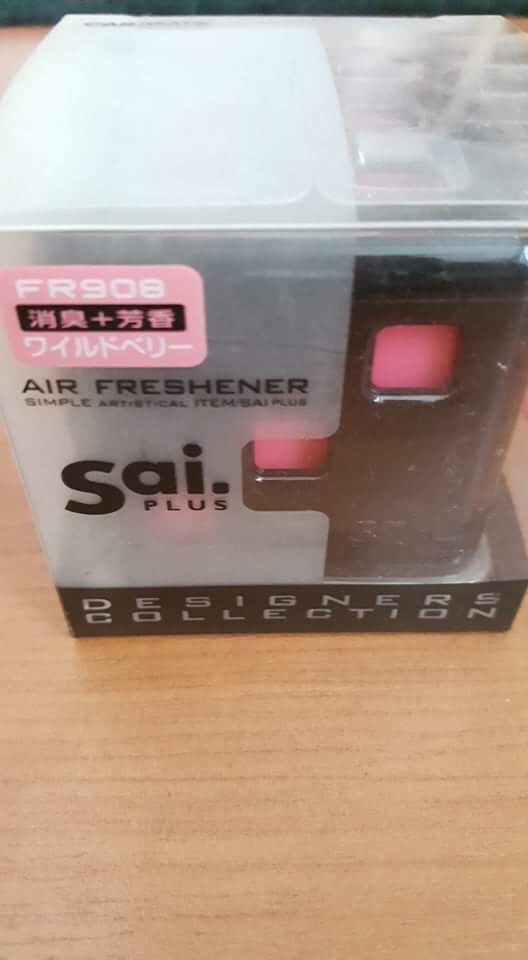 FR908
消臭+芳香
ワイルドベリー
AIR FRESHENER
SIMPLE ARTISTICAL ITEM/SAI PLUS
Sai.
PLUS
DESIGNERS
COLLECTION